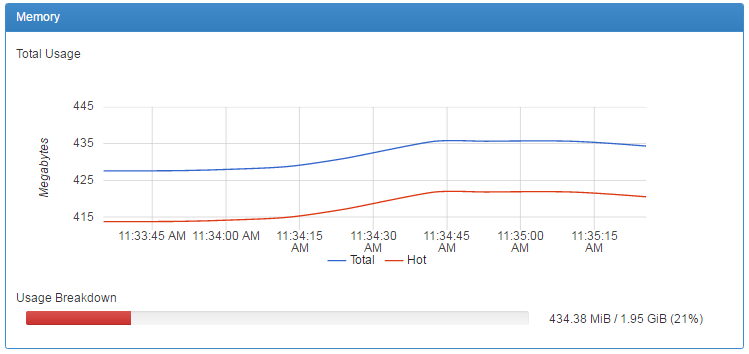 Memory
Total Usage
445
435
425
415
Megabytes
11:33:45 AM 11:34:00 AM 11:34:15 AM 11:34:30 AM 11:34:45 AM 11:35:00 AM 11:35:15 AM
Total Hot
Usage Breakdown
434.38 MiB / 1.95 GiB (21%)